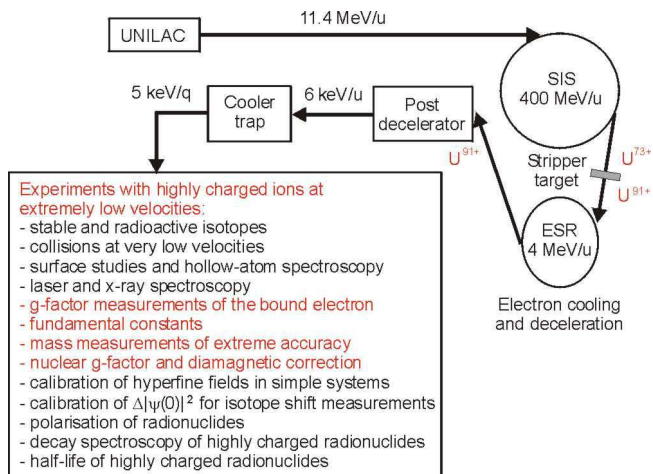 11.4 MeV/u
UNILAC
SIS
400 MeV/u
5 keV/q
Cooler
trap
6 keV/u
Post
decelerator
U91+
Stripper
target
U73+
U91+
ESR
4 MeV/u
Electron cooling
and deceleration
Experiments with highly charged ions at
extremely low velocities:
- stable and radioactive isotopes
- collisions at very low velocities
- surface studies and hollow-atom spectroscopy
- laser and x-ray spectroscopy
- g-factor measurements of the bound electron
- fundamental constants
- mass measurements of extreme accuracy
- nuclear g-factor and diamagnetic correction
- calibration of hyperfine fields in simple systems
- calibration of Δ|ψ(0)|² for isotope shift measurements
- polarisation of radionuclides
- decay spectroscopy of highly charged radionuclides
- half-life of highly charged radionuclides